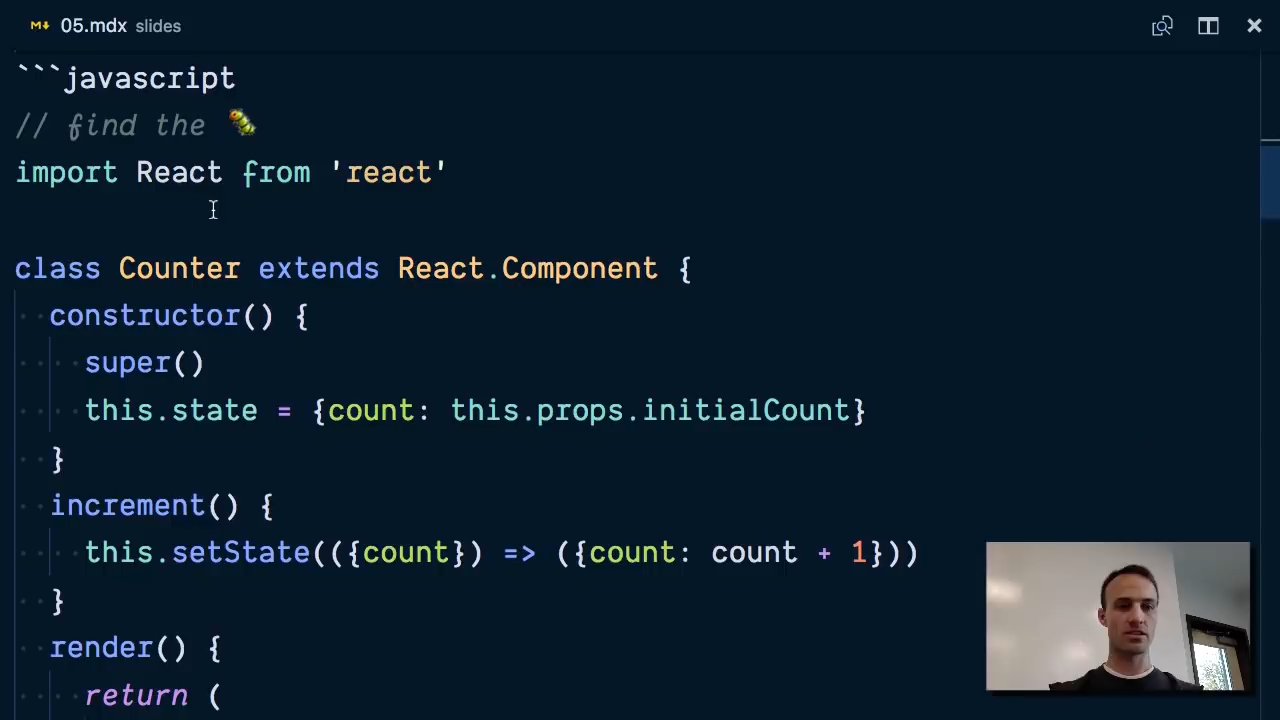 M↓ 05.mdx slides
```javascript
// find the 🐛
import React from 'react'
class Counter extends React.Component {
constructor() {
super()
this.state = {count: this.props.initialCount}
}
increment() {
this.setState(({count}) => ({count: count + 1}))
}
render() {
return (